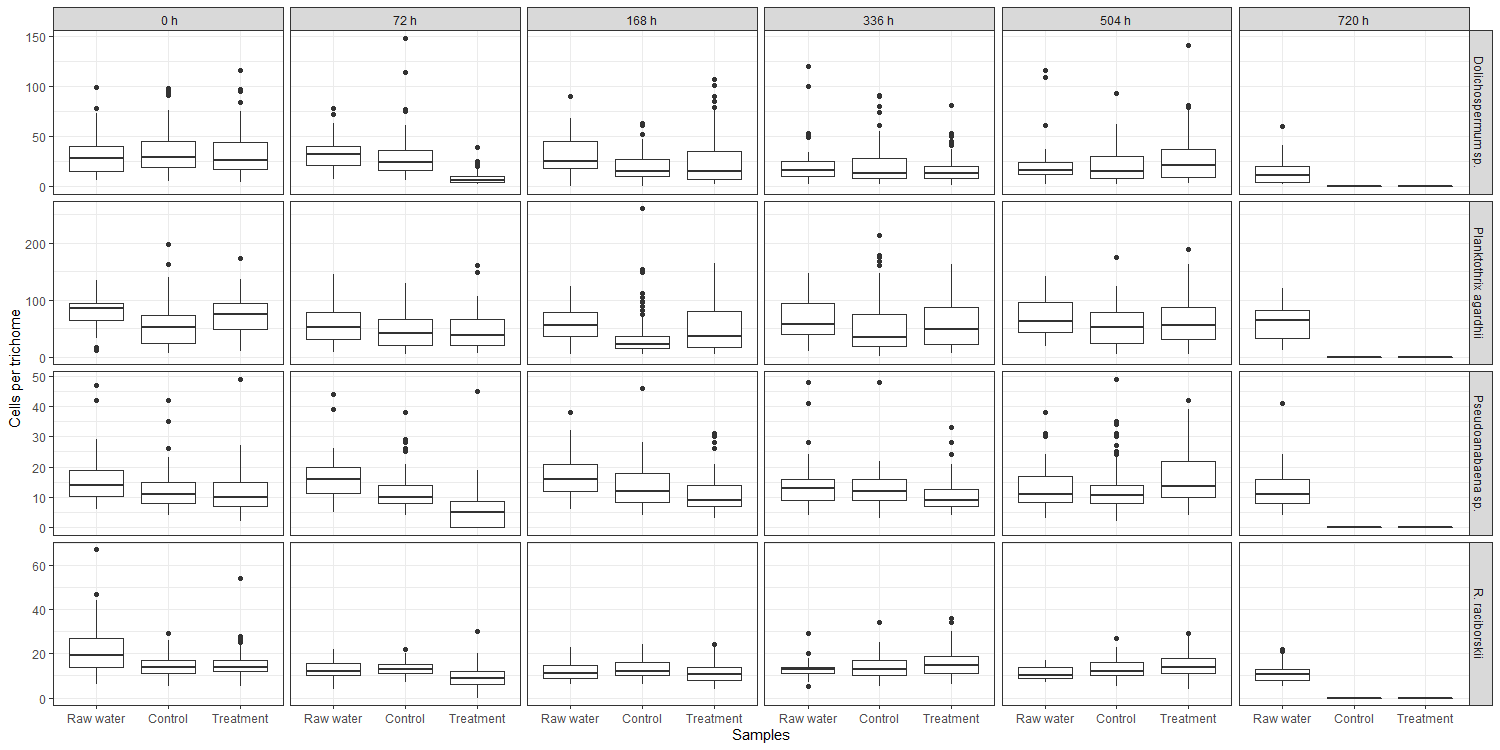 0 h 72 h 168 h 336 h 504 h 720 h
150
100
50
0
Dolichospermum sp.
200
100
0
Planktothrix agardhii
50
40
30
20
10
0
Pseudoanabaena sp.
60
40
20
0
R. raciborskii
Cells per trichome
Raw water Control Treatment Raw water Control Treatment Raw water Control Treatment Raw water Control Treatment Raw water Control Treatment Raw water Control Treatment
Samples